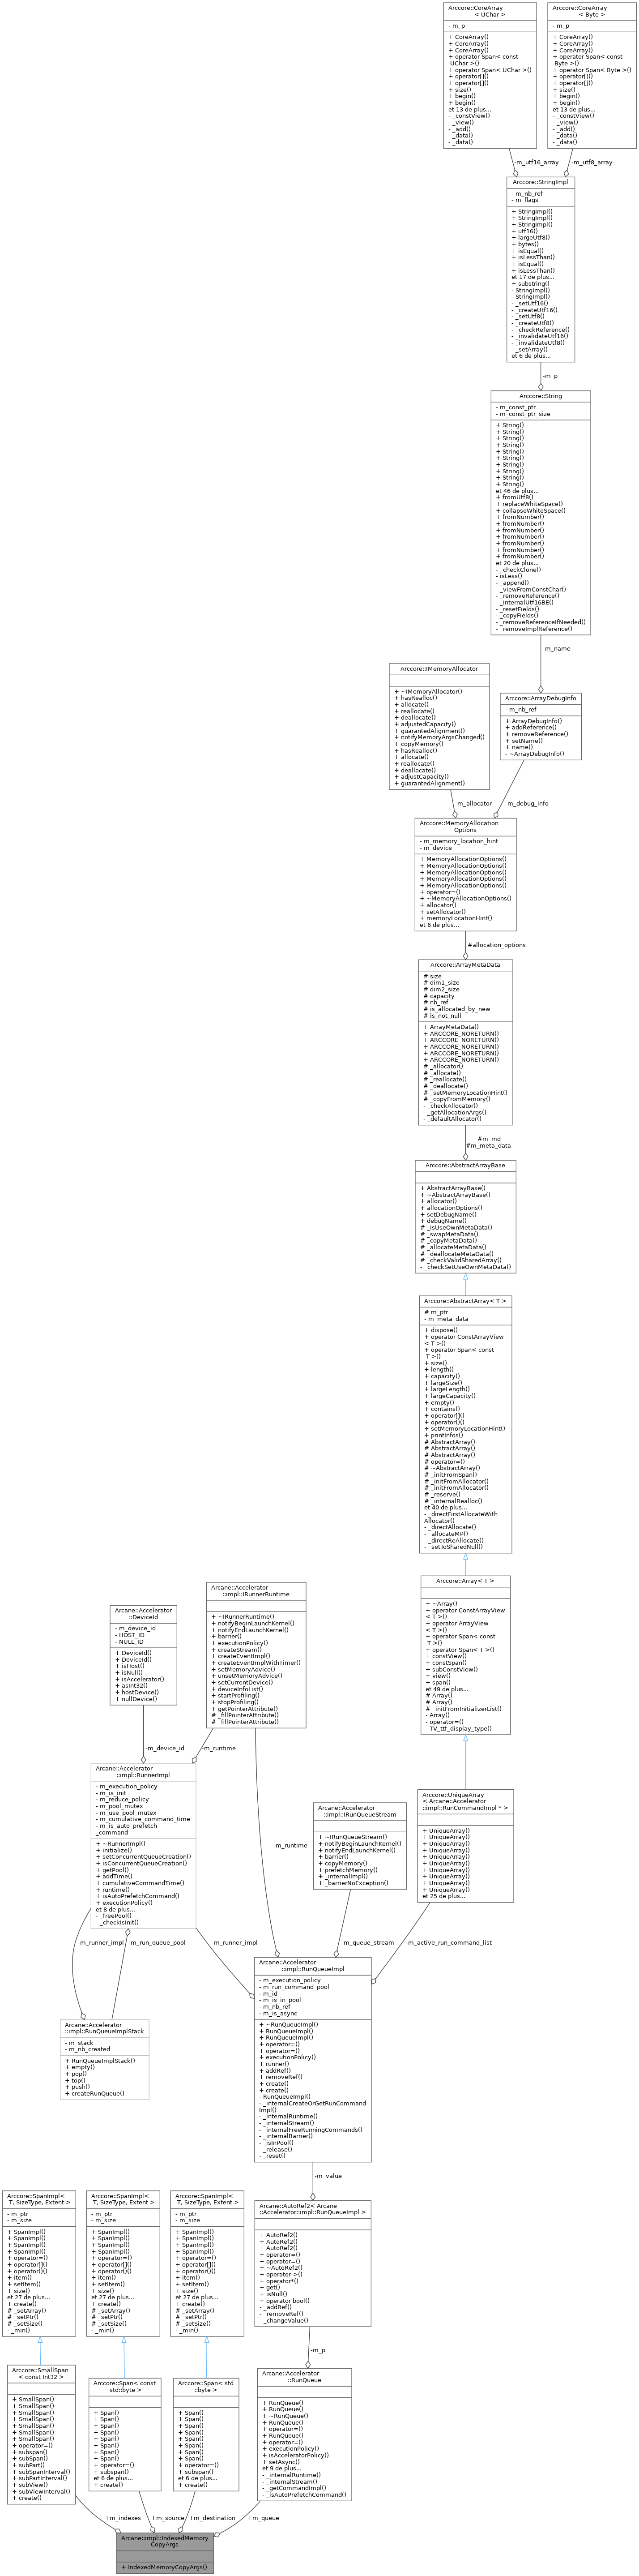 Arccore::CoreArray
< UChar >
- m_p
+ CoreArray()
+ CoreArray()
+ CoreArray()
+ operator Span< const
UChar >()
+ operator Span< UChar >()
+ operator[]()
+ operator[]()
+ size()
+ begin()
+ begin()
et 13 de plus...
- _constView()
- _view()
- _add()
- _data()
- _data()
Arccore::CoreArray
< Byte >
- m_p
+ CoreArray()
+ CoreArray()
+ CoreArray()
+ operator Span< const
Byte >()
+ operator Span< Byte >()
+ operator[]()
+ operator[]()
+ size()
+ begin()
+ begin()
et 13 de plus...
- _constView()
- _view()
- _add()
- _data()
- _data()
-m_utf16_array
-m_utf8_array
Arccore::StringImpl
- m_nb_ref
- m_flags
+ StringImpl()
+ StringImpl()
+ StringImpl()
+ utf16()
+ largeUtf8()
+ bytes()
+ isEqual()
+ isLessThan()
+ isEqual()
+ isLessThan()
et 17 de plus...
+ substring()
- StringImpl()
- StringImpl()
- _setUtf16()
- _createUtf16()
- _setUtf8()
- _createUtf8()
- _checkReference()
- _invalidateUtf16()
- _invalidateUtf8()
- _setArray()
et 6 de plus...
-m_p
Arccore::String
- m_const_ptr
- m_const_ptr_size
+ String()
+ String()
+ String()
+ String()
+ String()
+ String()
+ String()
+ String()
+ String()
+ String()
et 46 de plus...
+ fromUtf8()
+ replaceWhiteSpace()
+ collapseWhiteSpace()
+ fromNumber()
+ fromNumber()
+ fromNumber()
+ fromNumber()
+ fromNumber()
+ fromNumber()
+ fromNumber()
et 20 de plus...
- _checkClone()
- isLess()
- _append()
- _viewFromConstChar()
- _removeReference()
- _internalUtf16BE()
- _resetFields()
- _copyFields()
- _removeReferenceIfNeeded()
- _removeImplReference()
-m_name
Arccore::IMemoryAllocator
+ ~IMemoryAllocator()
+ hasRealloc()
+ allocate()
+ reallocate()
+ deallocate()
+ adjustedCapacity()
+ guarantedAlignment()
+ notifyMemoryArgsChanged()
+ copyMemory()
+ hasRealloc()
+ allocate()
+ reallocate()
+ deallocate()
+ adjustCapacity()
+ guarantedAlignment()
Arccore::ArrayDebugInfo
- m_nb_ref
+ ArrayDebugInfo()
+ addReference()
+ removeReference()
+ setName()
+ name()
- ~ArrayDebugInfo()
-m_allocator
-m_debug_info
Arccore::MemoryAllocation
Options
- m_memory_location_hint
- m_device
+ MemoryAllocationOptions()
+ MemoryAllocationOptions()
+ MemoryAllocationOptions()
+ MemoryAllocationOptions()
+ MemoryAllocationOptions()
+ operator=()
+ ~MemoryAllocationOptions()
+ allocator()
+ setAllocator()
+ memoryLocationHint()
et 6 de plus...
#allocation_options
Arccore::ArrayMetaData
# size
# dim1_size
# dim2_size
# capacity
# nb_ref
# is_allocated_by_new
# is_not_null
+ ArrayMetaData()
+ ARCCORE_NORETURN()
+ ARCCORE_NORETURN()
+ ARCCORE_NORETURN()
+ ARCCORE_NORETURN()
+ ARCCORE_NORETURN()
# _allocator()
# _allocate()
# _reallocate()
# _deallocate()
# _setMemoryLocationHint()
# _copyFromMemory()
- _checkAllocator()
- _getAllocationArgs()
- _defaultAllocator()
#m_md
#m_meta_data
Arccore::AbstractArrayBase
+ AbstractArrayBase()
+ ~AbstractArrayBase()
+ allocator()
+ allocationOptions()
+ setDebugName()
+ debugName()
# _isUseOwnMetaData()
# _swapMetaData()
# _copyMetaData()
# _allocateMetaData()
# _deallocateMetaData()
# _checkValidSharedArray()
- _checkSetUseOwnMetaData()
Arccore::AbstractArray< T >
# m_ptr
- m_meta_data
+ dispose()
+ operator ConstArrayView
< T >()
+ operator Span< const
T >()
+ size()
+ length()
+ capacity()
+ largeSize()
+ largeLength()
+ largeCapacity()
+ empty()
+ contains()
+ operator[]()
+ operator()()
+ setMemoryLocationHint()
+ printInfos()
# AbstractArray()
# AbstractArray()
# AbstractArray()
# operator=()
# ~AbstractArray()
# _initFromSpan()
# _initFromAllocator()
# _initFromAllocator()
# _reserve()
# _internalRealloc()
et 40 de plus...
- _directFirstAllocateWith
Allocator()
- _directAllocate()
- _allocateMP()
- _directReAllocate()
- _setToSharedNull()
Arccore::Array< T >
+ ~Array()
+ operator ConstArrayView
< T >()
+ operator ArrayView
< T >()
+ operator Span< const
T >()
+ operator Span< T >()
+ constView()
+ constSpan()
+ subConstView()
+ view()
+ span()
et 49 de plus...
# Array()
# Array()
# _initFromInitializerList()
- Array()
- operator=()
- TV_ttf_display_type()
Arcane::Accelerator
::DeviceId
- m_device_id
- HOST_ID
- NULL_ID
+ DeviceId()
+ DeviceId()
+ isHost()
+ isNull()
+ isAccelerator()
+ asInt32()
+ hostDevice()
+ nullDevice()
Arcane::Accelerator
::impl::IRunnerRuntime
+ ~IRunnerRuntime()
+ notifyBeginLaunchKernel()
+ notifyEndLaunchKernel()
+ barrier()
+ executionPolicy()
+ createStream()
+ createEventImpl()
+ createEventImplWithTimer()
+ setMemoryAdvice()
+ unsetMemoryAdvice()
+ setCurrentDevice()
+ deviceInfoList()
+ startProfiling()
+ stopProfiling()
+ getPointerAttribute()
# _fillPointerAttribute()
# _fillPointerAttribute()
-m_device_id
-m_runtime
Arcane::Accelerator
::impl::RunnerImpl
- m_execution_policy
- m_is_init
- m_reduce_policy
- m_pool_mutex
- m_use_pool_mutex
- m_cumulative_command_time
- m_is_auto_prefetch
_command
+ ~RunnerImpl()
+ initialize()
+ setConcurrentQueueCreation()
+ isConcurrentQueueCreation()
+ getPool()
+ addTime()
+ cumulativeCommandTime()
+ runtime()
+ isAutoPrefetchCommand()
+ executionPolicy()
et 8 de plus...
- _freePool()
- _checkIsInit()
Arcane::Accelerator
::impl::IRunQueueStream
+ ~IRunQueueStream()
+ notifyBeginLaunchKernel()
+ notifyEndLaunchKernel()
+ barrier()
+ copyMemory()
+ prefetchMemory()
+ _internalImpl()
+ _barrierNoException()
Arccore::UniqueArray
< Arcane::Accelerator
::impl::RunCommandImpl * >
+ UniqueArray()
+ UniqueArray()
+ UniqueArray()
+ UniqueArray()
+ UniqueArray()
+ UniqueArray()
+ UniqueArray()
+ UniqueArray()
+ UniqueArray()
+ UniqueArray()
et 25 de plus...
-m_runtime
-m_runner_impl
-m_run_queue_pool
-m_runner_impl
-m_queue_stream
-m_active_run_command_list
Arcane::Accelerator
::impl::RunQueueImplStack
- m_stack
- m_nb_created
+ RunQueueImplStack()
+ empty()
+ pop()
+ top()
+ push()
+ createRunQueue()
Arcane::Accelerator
::impl::RunQueueImpl
- m_execution_policy
- m_run_command_pool
- m_id
- m_is_in_pool
- m_nb_ref
- m_is_async
+ ~RunQueueImpl()
+ RunQueueImpl()
+ RunQueueImpl()
+ operator=()
+ operator=()
+ executionPolicy()
+ runner()
+ addRef()
+ removeRef()
+ create()
+ create()
- RunQueueImpl()
- _internalCreateOrGetRunCommand
Impl()
- _internalRuntime()
- _internalStream()
- _internalFreeRunningCommands()
- _internalBarrier()
- _isInPool()
- _release()
- _reset()
-m_value
Arccore::SpanImpl<
T, SizeType, Extent >
- m_ptr
- m_size
+ SpanImpl()
+ SpanImpl()
+ SpanImpl()
+ SpanImpl()
+ operator=()
+ operator[]()
+ operator()()
+ item()
+ setItem()
+ size()
et 27 de plus...
+ create()
# _setArray()
# _setPtr()
# _setSize()
- _min()
Arccore::SpanImpl<
T, SizeType, Extent >
- m_ptr
- m_size
+ SpanImpl()
+ SpanImpl()
+ SpanImpl()
+ SpanImpl()
+ operator=()
+ operator[]()
+ operator()()
+ item()
+ setItem()
+ size()
et 27 de plus...
+ create()
# _setArray()
# _setPtr()
# _setSize()
- _min()
Arccore::SpanImpl<
T, SizeType, Extent >
- m_ptr
- m_size
+ SpanImpl()
+ SpanImpl()
+ SpanImpl()
+ SpanImpl()
+ operator=()
+ operator[]()
+ operator()()
+ item()
+ setItem()
+ size()
et 27 de plus...
+ create()
# _setArray()
# _setPtr()
# _setSize()
- _min()
Arcane::AutoRef2< Arcane
::Accelerator::impl::RunQueueImpl >
+ AutoRef2()
+ AutoRef2()
+ AutoRef2()
+ operator=()
+ operator=()
+ ~AutoRef2()
+ operator->()
+ operator*()
+ get()
+ isNull()
+ operator bool()
- _addRef()
- _removeRef()
- _changeValue()
-m_p
Arccore::SmallSpan
< const Int32 >
+ SmallSpan()
+ SmallSpan()
+ SmallSpan()
+ SmallSpan()
+ SmallSpan()
+ SmallSpan()
+ SmallSpan()
+ operator=()
+ subspan()
+ subSpan()
+ subPart()
+ subSpanInterval()
+ subPartInterval()
+ subView()
+ subViewInterval()
+ create()
Arccore::Span< const
std::byte >
+ Span()
+ Span()
+ Span()
+ Span()
+ Span()
+ Span()
+ Span()
+ Span()
+ operator=()
+ subspan()
et 6 de plus...
+ create()
Arccore::Span< std
::byte >
+ Span()
+ Span()
+ Span()
+ Span()
+ Span()
+ Span()
+ Span()
+ Span()
+ operator=()
+ subspan()
et 6 de plus...
+ create()
Arcane::Accelerator
::RunQueue
+ RunQueue()
+ RunQueue()
+ ~RunQueue()
+ RunQueue()
+ operator=()
+ RunQueue()
+ operator=()
+ executionPolicy()
+ isAcceleratorPolicy()
+ setAsync()
et 9 de plus...
- _internalRuntime()
- _internalStream()
- _getCommandImpl()
- _isAutoPrefetchCommand()
+m_indexes
+m_source
+m_destination
+m_queue
Arcane::impl::IndexedMemory
CopyArgs
+ IndexedMemoryCopyArgs()